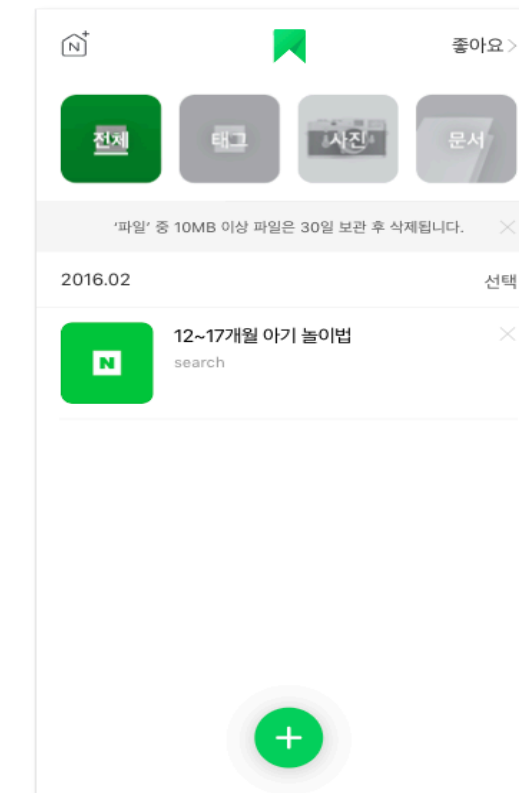 N
좋아요
전체
태그
사진
문서
'파일' 중 10MB 이상 파일은 30일 보관 후 삭제됩니다.
2016.02
선택
N
12~17개월 아기 놀이법
search